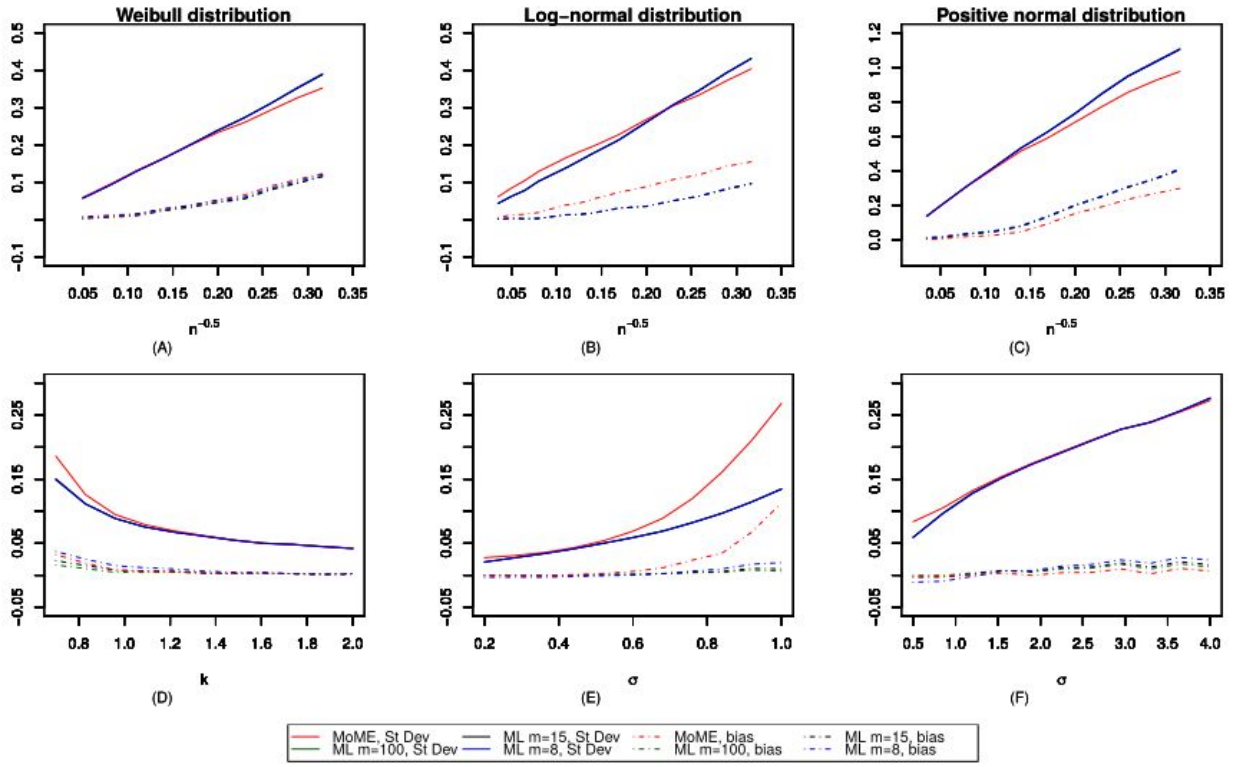 Weibull distribution
Log−normal distribution
Positive normal distribution
0.5
0.4
0.3
0.2
0.1
−0.1
0.05 0.10 0.15 0.20 0.25 0.30 0.35
n−0.5
(A)
0.5
0.4
0.3
0.2
0.1
−0.1
0.05 0.10 0.15 0.20 0.25 0.30 0.35
n−0.5
(B)
1.2
1.0
0.8
0.6
0.4
0.2
0.0
0.05 0.10 0.15 0.20 0.25 0.30 0.35
n−0.5
(C)
0.25
0.15
0.05
−0.05
0.8 1.0 1.2 1.4 1.6 1.8 2.0
k
(D)
0.25
0.15
0.05
−0.05
0.2 0.4 0.6 0.8 1.0
σ
(E)
0.25
0.15
0.05
−0.05
0.5 1.0 1.5 2.0 2.5 3.0 3.5 4.0
σ
(F)
MoME, St Dev ML m=15, St Dev MoME, bias ML m=15, bias
ML m=100, St Dev ML m=8, St Dev ML m=100, bias ML m=8, bias